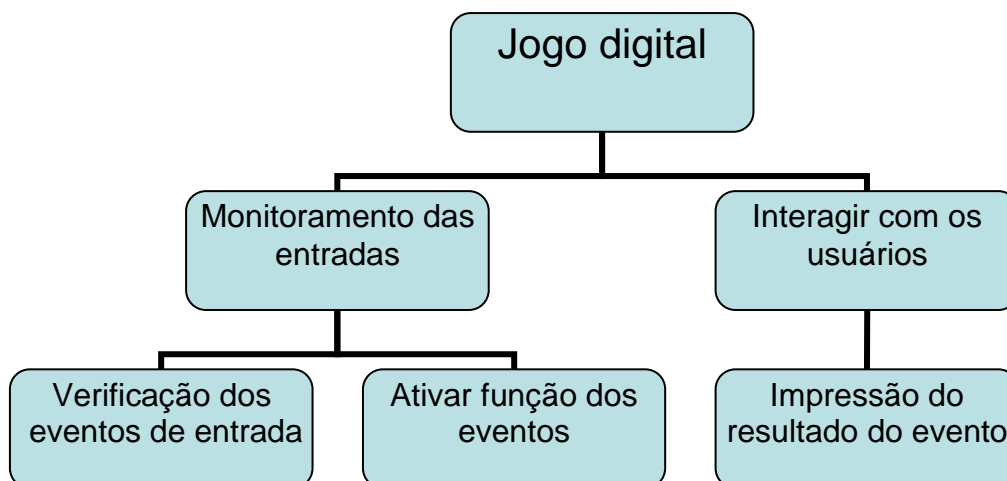 Jogo digital
Monitoramento das
entradas
Interagir com os
usuários
Verificação dos
eventos de entrada
Ativar função dos
eventos
Impressão do
resultado do evento